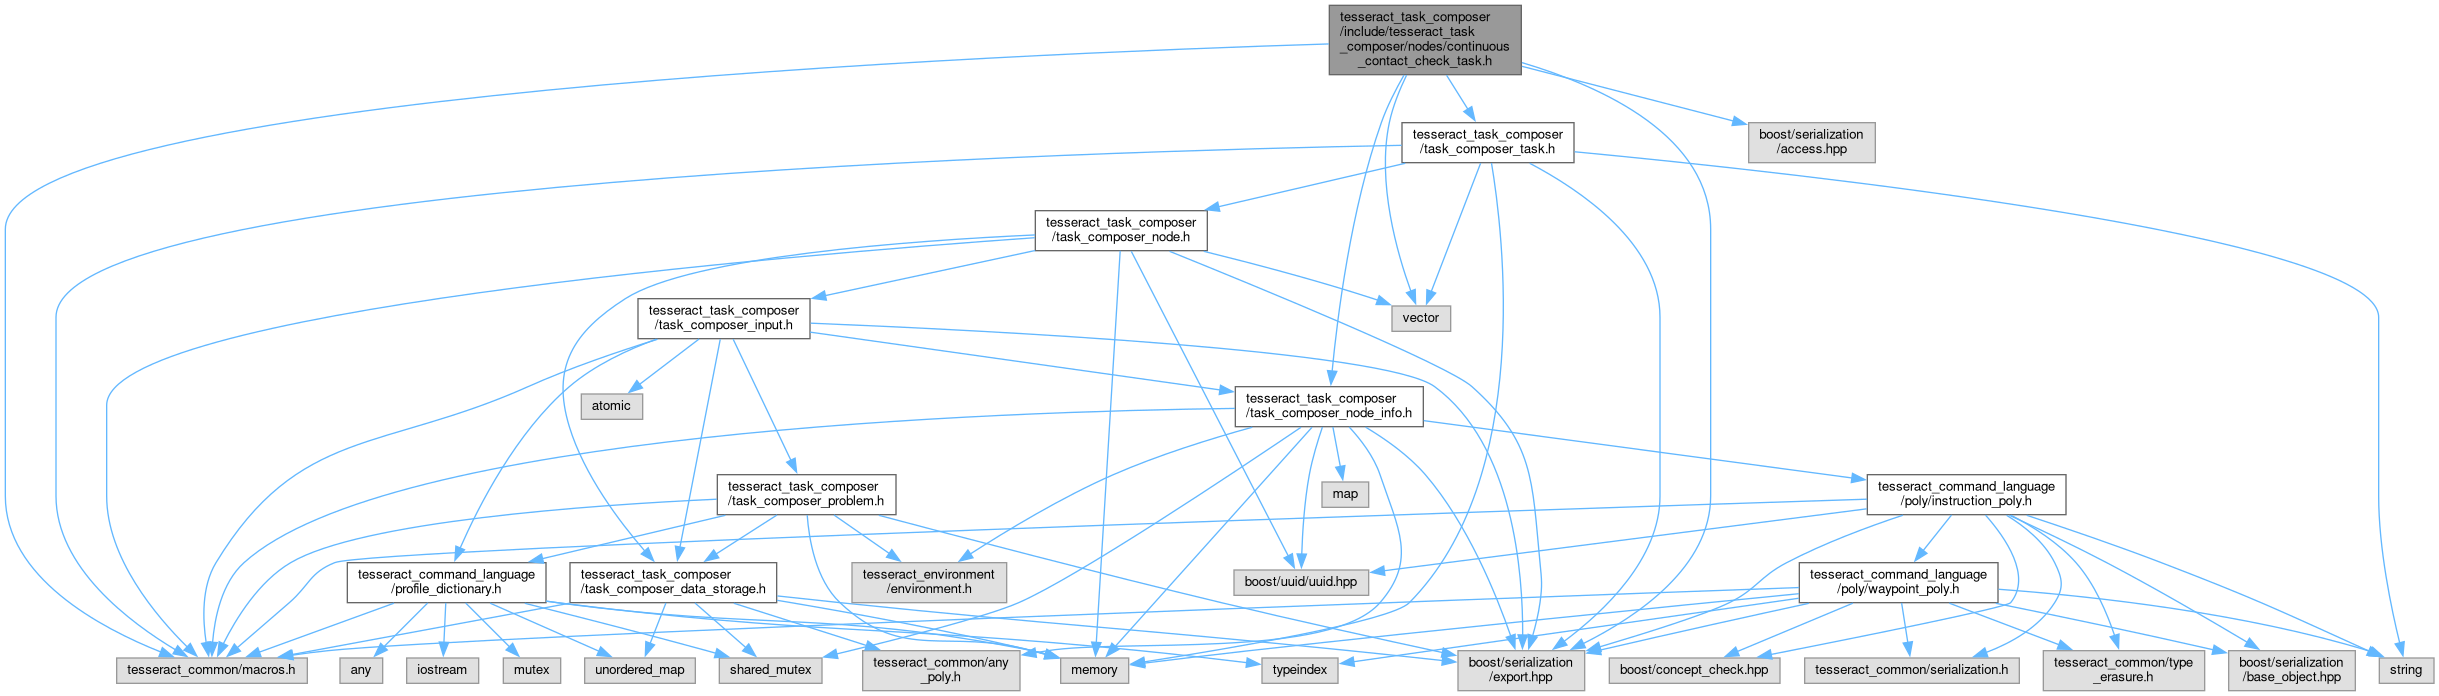 tesseract_task_composer
/include/tesseract_task
_composer/nodes/continuous
_contact_check_task.h
tesseract_task_composer
/task_composer_task.h
boost/serialization
/access.hpp
tesseract_task_composer
/task_composer_node.h
tesseract_task_composer
/task_composer_input.h
vector
atomic
tesseract_task_composer
/task_composer_node_info.h
tesseract_task_composer
/task_composer_problem.h
map
tesseract_command_language
/poly/instruction_poly.h
tesseract_command_language
/profile_dictionary.h
tesseract_task_composer
/task_composer_data_storage.h
tesseract_environment
/environment.h
boost/uuid/uuid.hpp
tesseract_command_language
/poly/waypoint_poly.h
tesseract_common/macros.h
any
iostream
mutex
unordered_map
shared_mutex
tesseract_common/any
_poly.h
memory
typeindex
boost/serialization
/export.hpp
boost/concept_check.hpp
tesseract_common/serialization.h
tesseract_common/type
_erasure.h
boost/serialization
/base_object.hpp
string